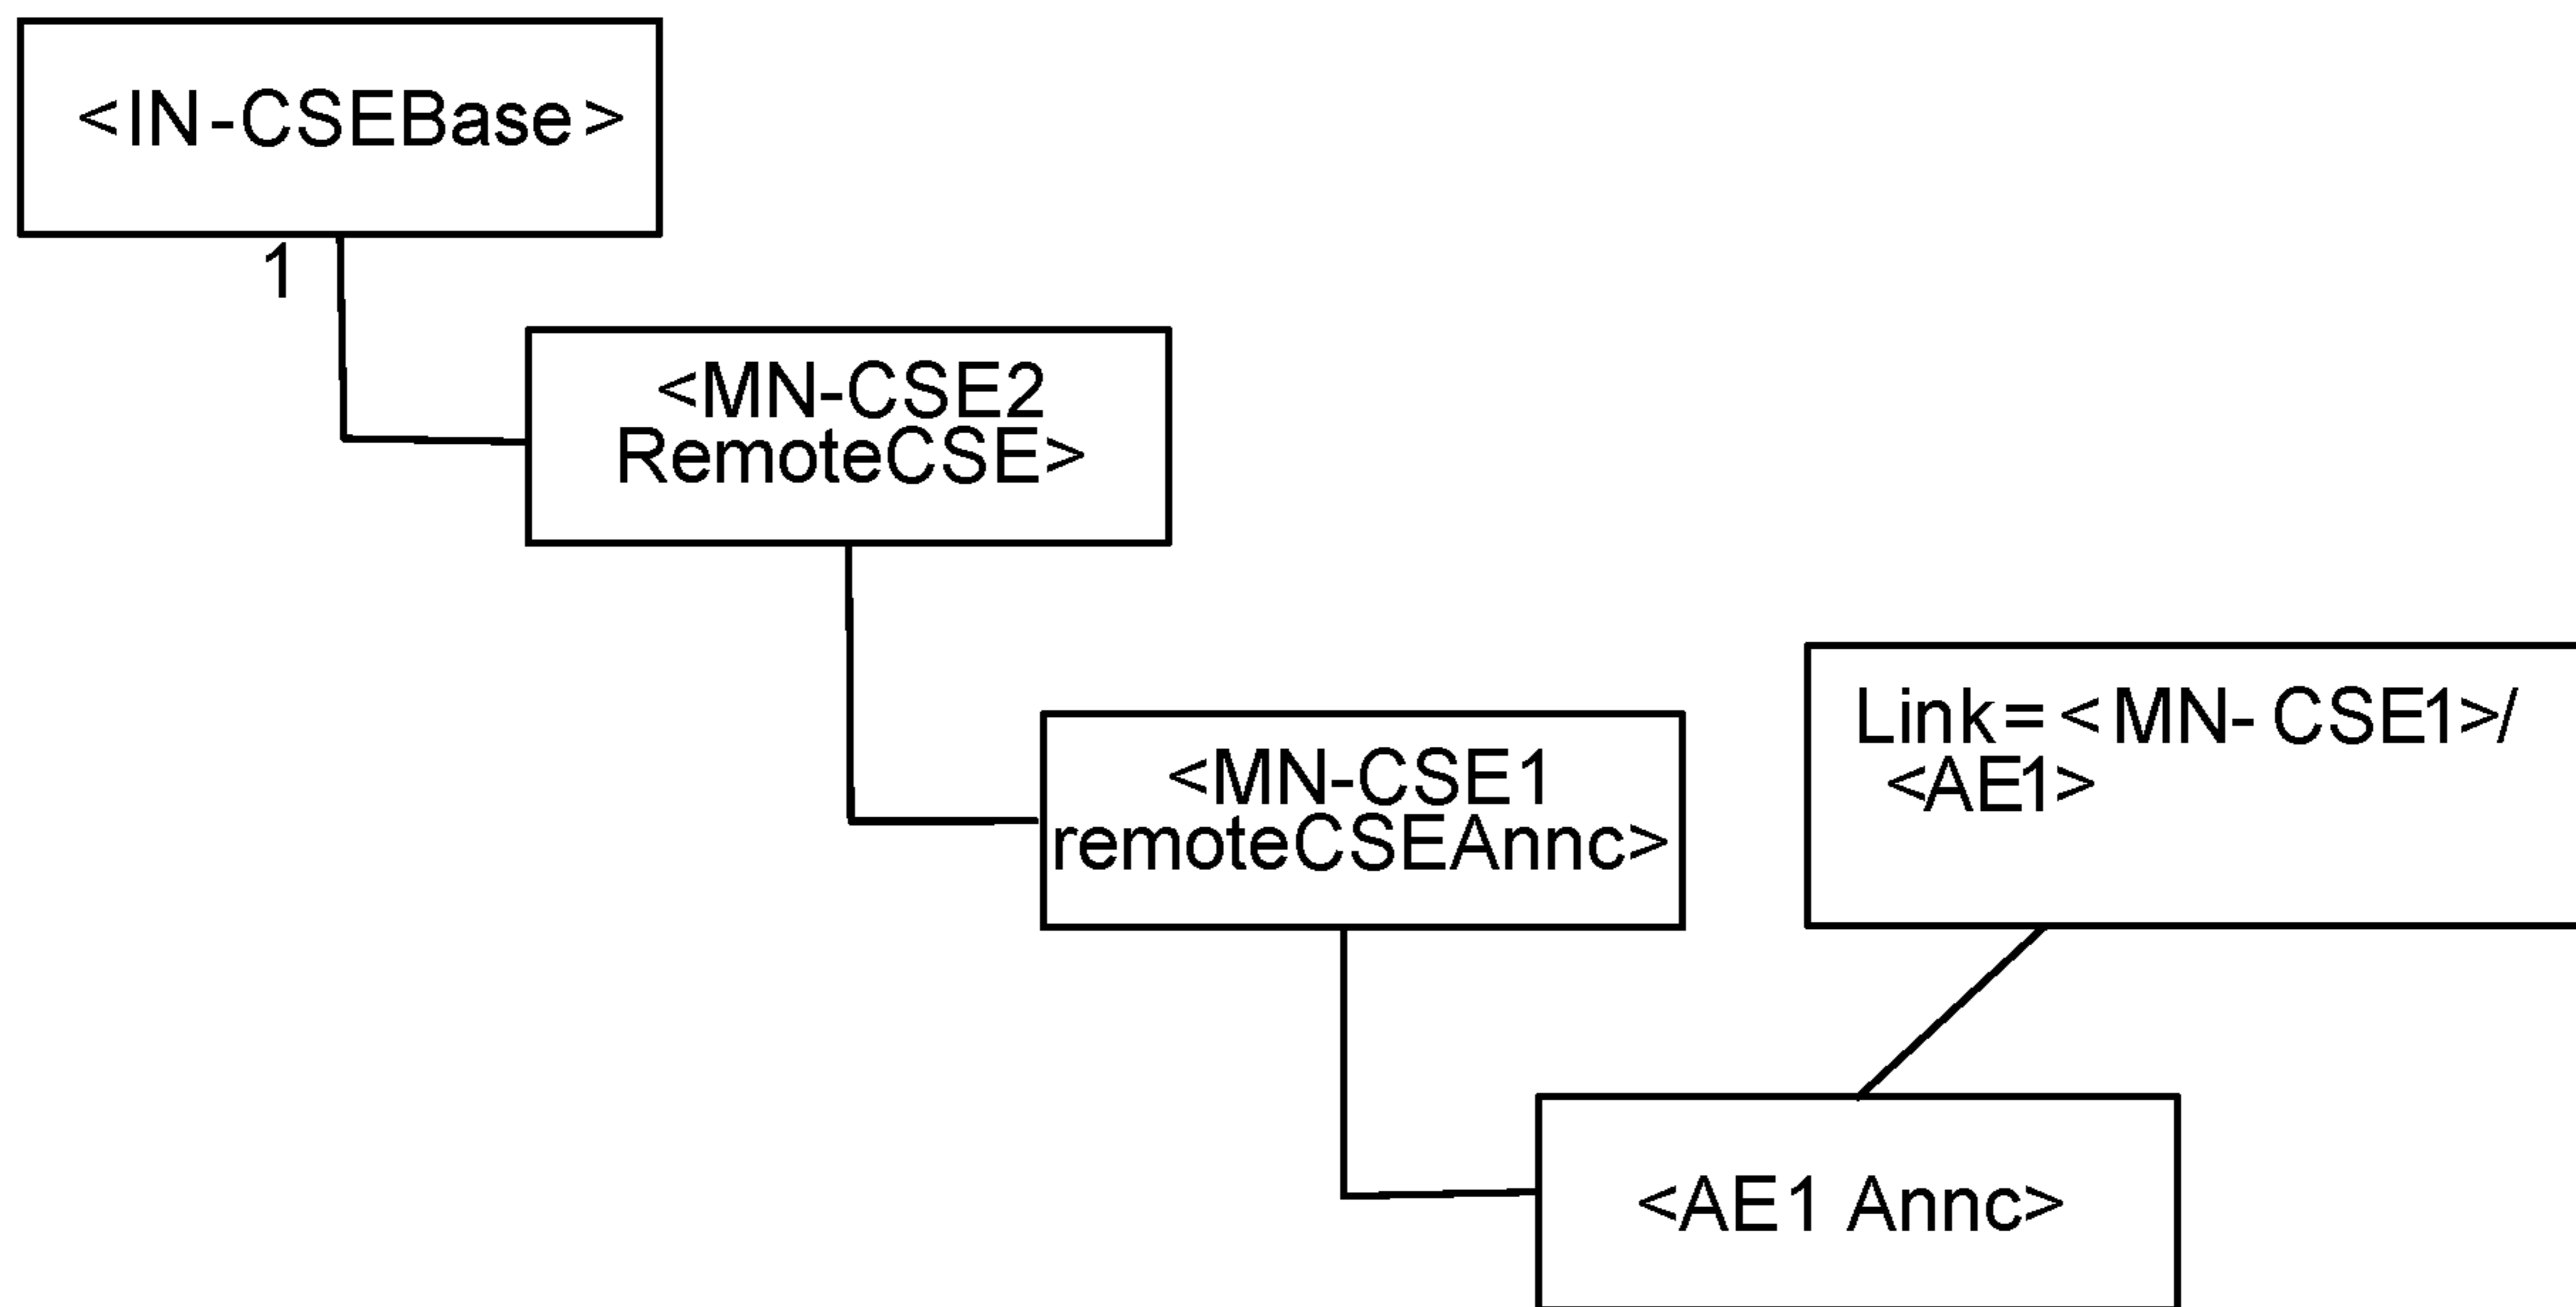 <IN-CSEBase>
1
<MN-CSE2
RemoteCSE>
<MN-CSE1
remoteCSEAnnc>
Link=<MN-CSE1>/
<AE1>
<AE1 Annc>